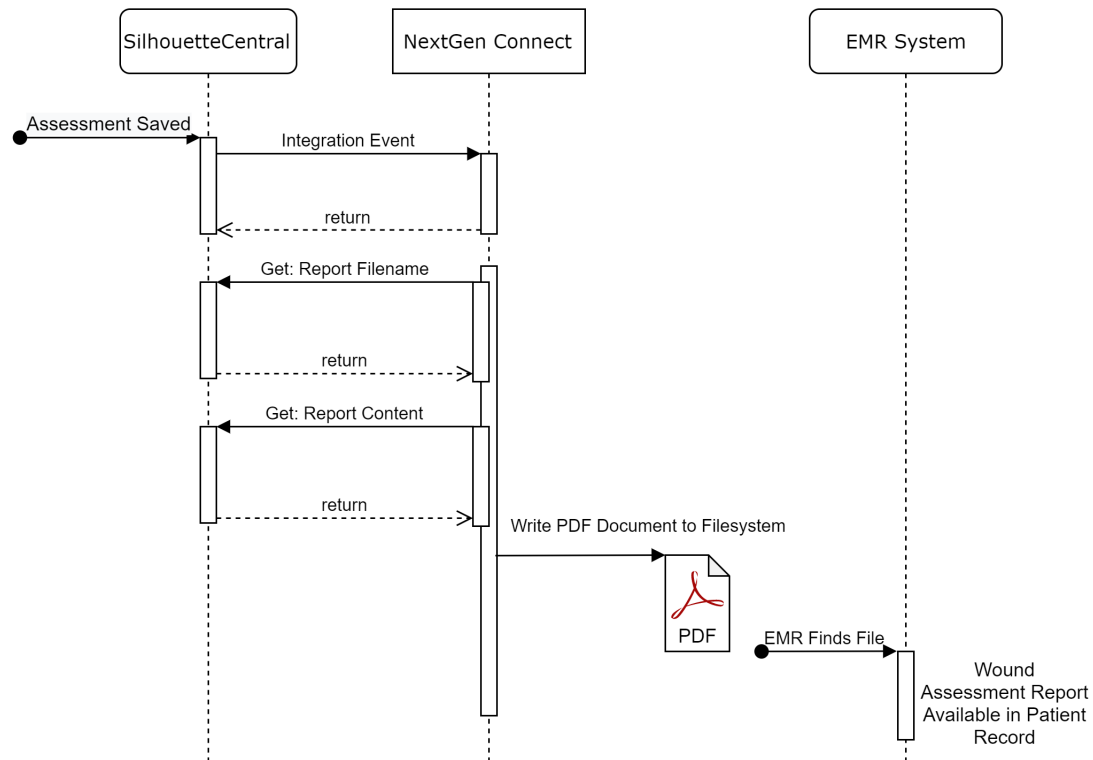 SilhouetteCentral
NextGen Connect
EMR System
Assessment Saved
Integration Event
return
Get: Report Filename
return
Get: Report Content
return
Write PDF Document to Filesystem
PDF
EMR Finds File
Wound
Assessment Report
Available in Patient
Record